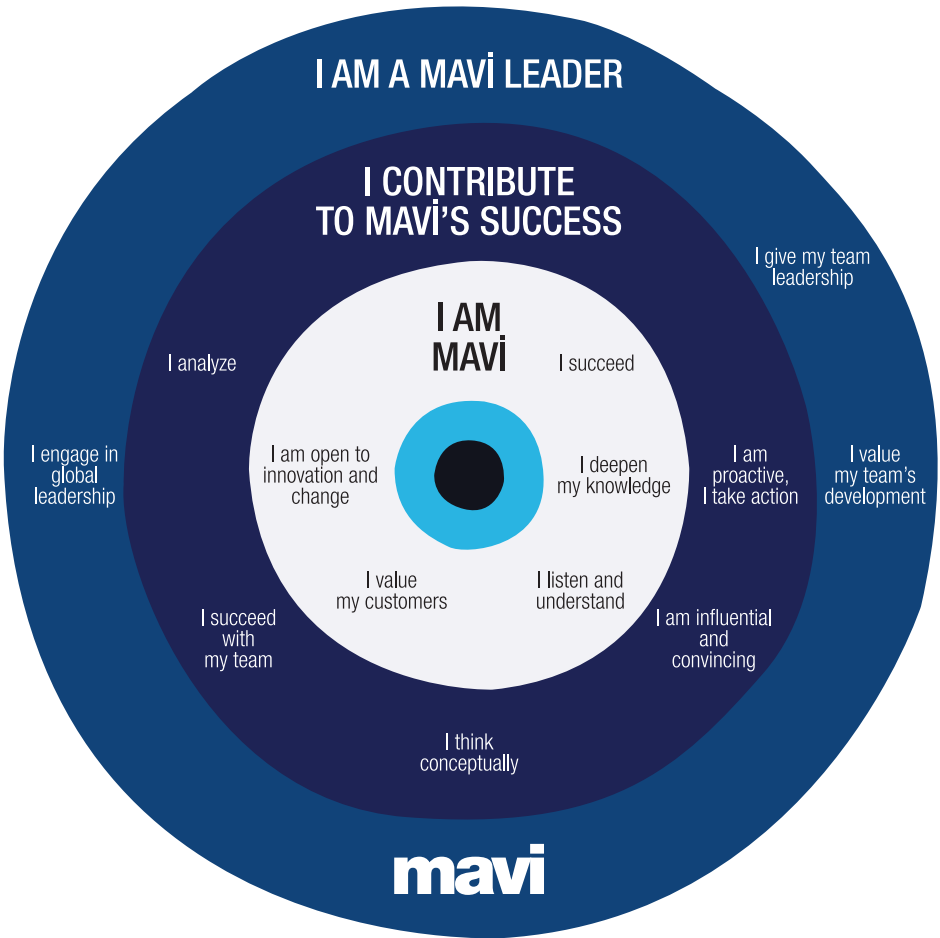 I AM A MAVİ LEADER
I CONTRIBUTE
TO MAVİ'S SUCCESS
I give my team
leadership
I AM
MAVİ
I analyze
I succeed
I engage in
global
leadership
I am open to
innovation and
change
I deepen
my knowledge
I am
proactive,
I take action
I value
my team's
development
I value
my customers
I listen and
understand
I succeed
with
my team
I am influential
and
convincing
I think
conceptually
mavi